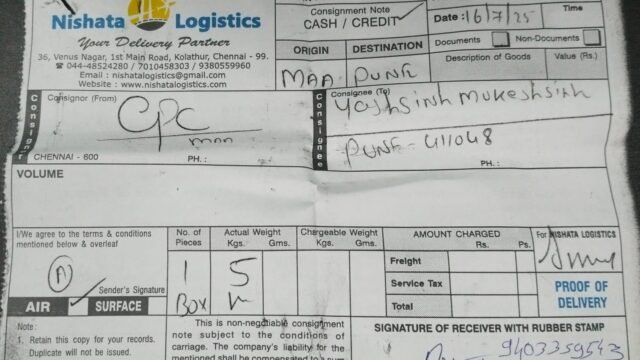 Nishata Logistics
Your Delivery Partner
36, Venus Nagar, 1st Main Road, Kolathur, Chennai - 99.
☎ 044-48524280 / 7010458303 / 9380559960
Email : nishatalogistics@gmail.com
Website : www.nishatalogistics.com
Consignment Note
CASH / CREDIT
Date : 16/7/25
Time
ORIGIN DESTINATION
MAA PUNE
Documents Non-Documents
Description of Goods Value (Rs.)
Consignor
Consignor (From)
CPC
MAA
CHENNAI - 600 PH. :
Consignee
Consignee (To)
Yashsinh Mukeshsinh
PUNE - 411048
PH. :
VOLUME
I/We agree to the terms & conditions
mentioned below & overleaf
Sender's Signature
AIR ✓ SURFACE
No. of Pieces
1
Box
Actual Weight
Kgs. Gms.
5
Chargeable Weight
Kgs. Gms.
AMOUNT CHARGED
Rs. Ps.
Freight
Service Tax
Total
For NISHATA LOGISTICS
PROOF OF
DELIVERY
Note :
1. Retain this copy for your records.
Duplicate will not be issued.
This is non-negotiable consignment
note subject to the conditions of
carriage. The company's liability for the
SIGNATURE OF RECEIVER WITH RUBBER STAMP